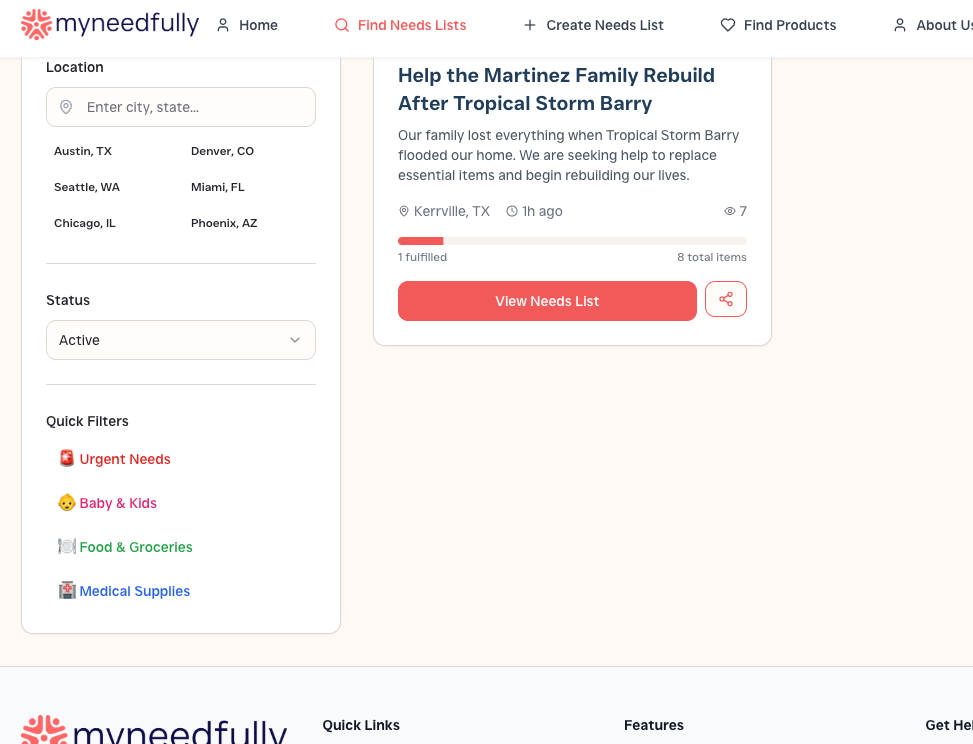 myneedfully
Home
Find Needs Lists
Create Needs List
Find Products
About Us
Location
Enter city, state...
Austin, TX
Denver, CO
Seattle, WA
Miami, FL
Chicago, IL
Phoenix, AZ
Status
Active
Quick Filters
Urgent Needs
Baby & Kids
Food & Groceries
Medical Supplies
Help the Martinez Family Rebuild
After Tropical Storm Barry
Our family lost everything when Tropical Storm Barry
flooded our home. We are seeking help to replace
essential items and begin rebuilding our lives.
Kerrville, TX
1h ago
7
1 fulfilled
8 total items
View Needs List
myneedfully
Quick Links
Features
Get Hel